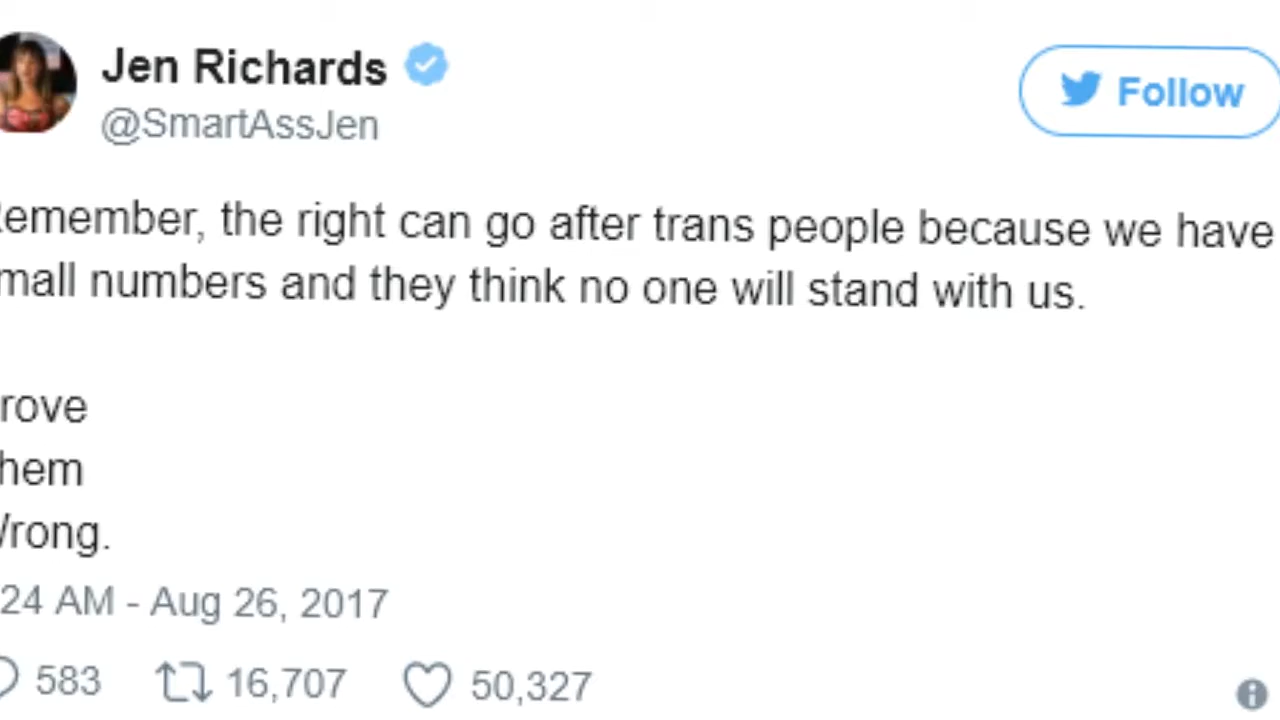 Jen Richards
@SmartAssJen
Follow
Remember, the right can go after trans people because we have
small numbers and they think no one will stand with us.
Prove
Them
Wrong.
24 AM - Aug 26, 2017
583 16,707 50,327